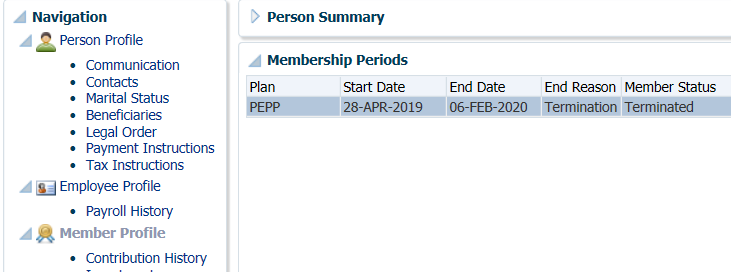 Navigation
Person Profile
Communication
Contacts
Marital Status
Beneficiaries
Legal Order
Payment Instructions
Tax Instructions
Employee Profile
Payroll History
Member Profile
Contribution History
Person Summary
Membership Periods
Plan Start Date End Date End Reason Member Status
PEPP 28-APR-2019 06-FEB-2020 Termination Terminated